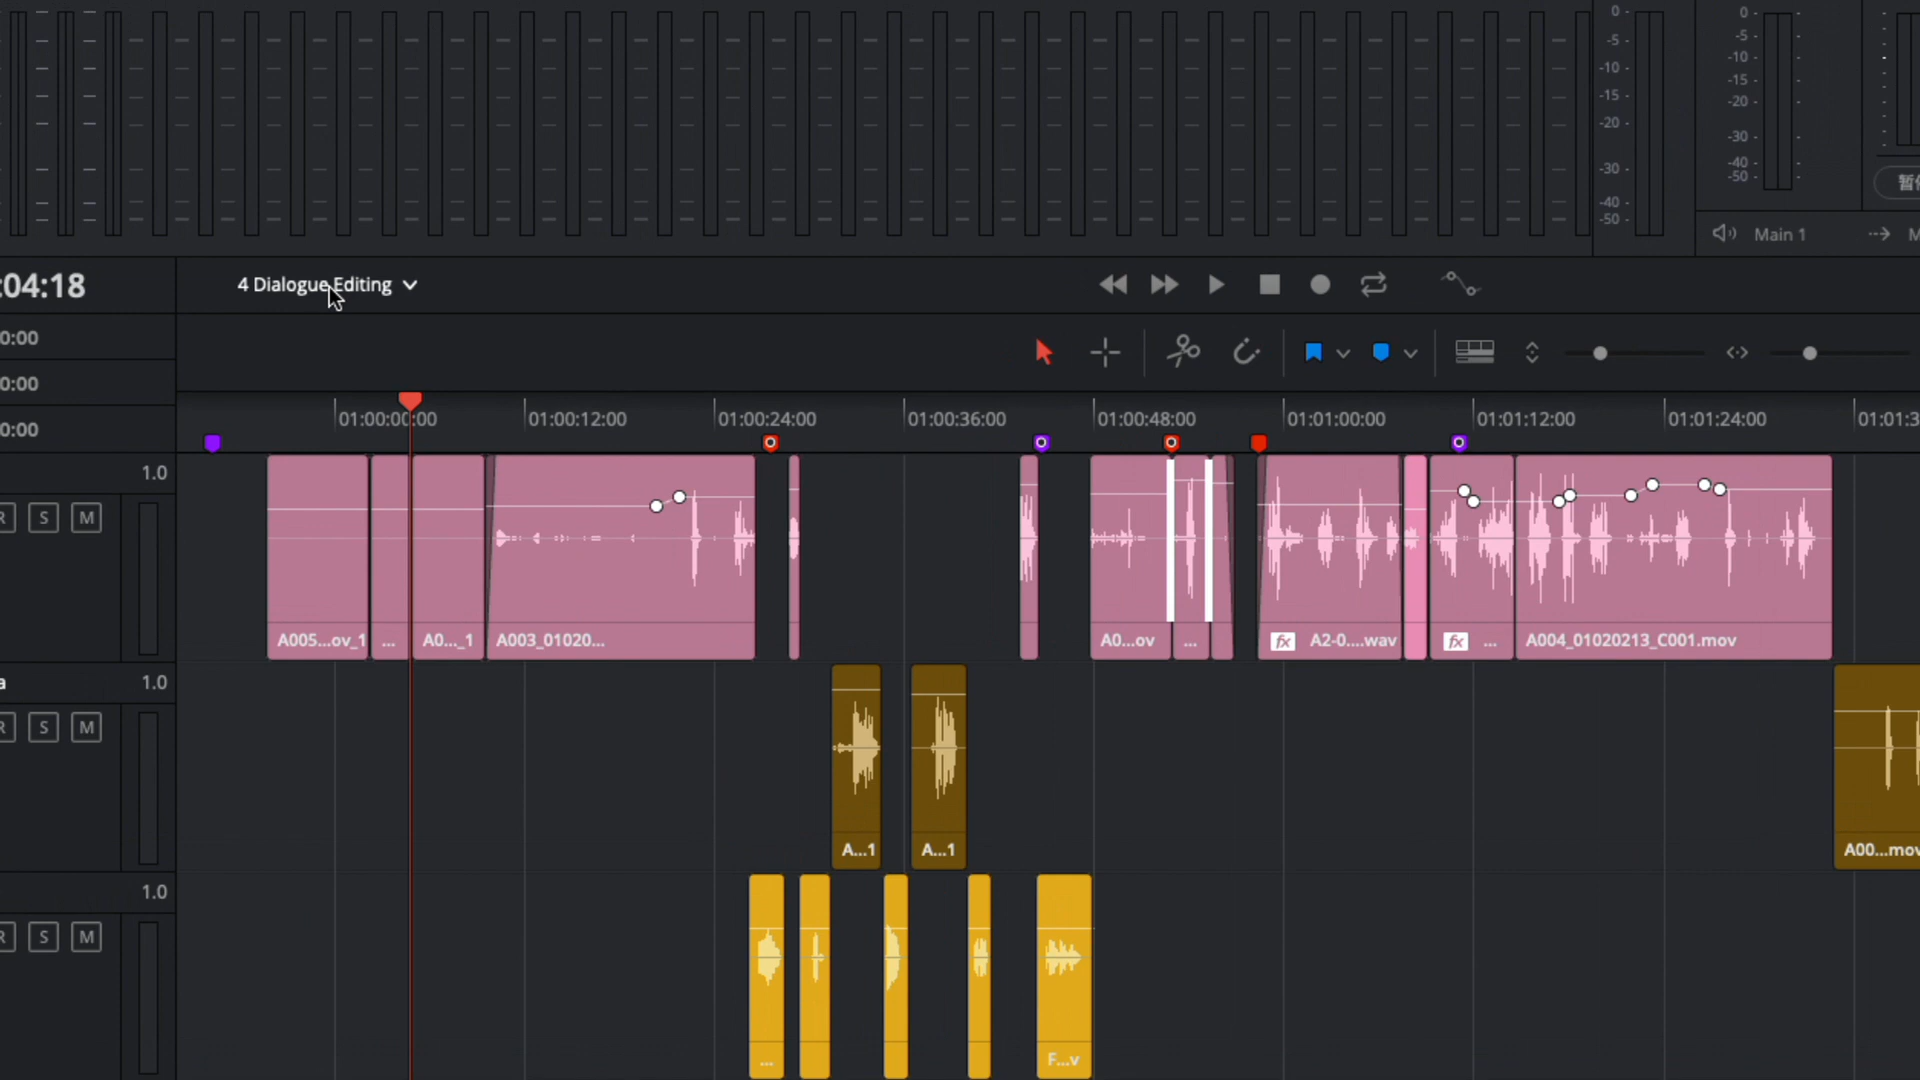 0
-5
-10
-15
-20
-30
-40
-50
0
-5
-10
-15
-20
-30
-40
-50
Main 1
:04:18
4 Dialogue Editing
0:00
0:00
0:00
01:00:00:00 01:00:12:00 01:00:24:00 01:00:36:00 01:00:48:00 01:01:00:00 01:01:12:00 01:01:24:00 01:01:3
1.0
R S M
A005...ov_1 ... A0..._1 A003_01020... A0...ov ... fx A2-0....wav fx ... A004_01020213_C001.mov
a 1.0
R S M
A...1 A...1 A00...mov
1.0
R S M
... F...v